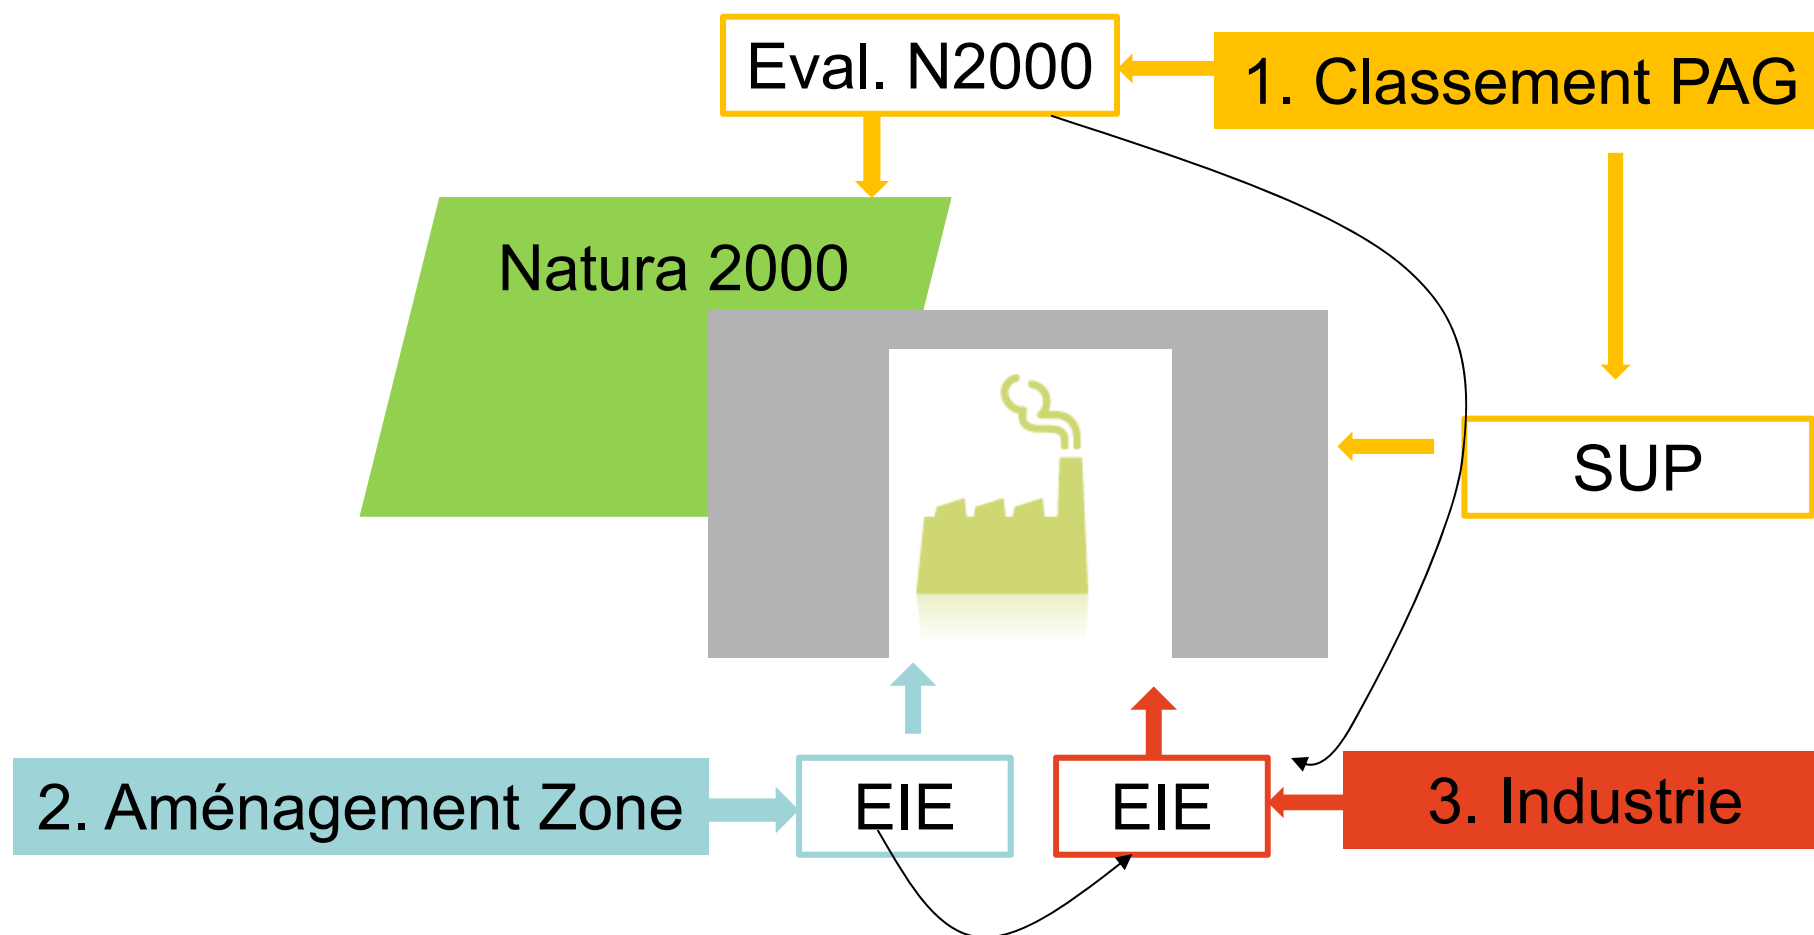 Eval. N2000
1. Classement PAG
Natura 2000
SUP
2. Aménagement Zone
EIE
EIE
3. Industrie